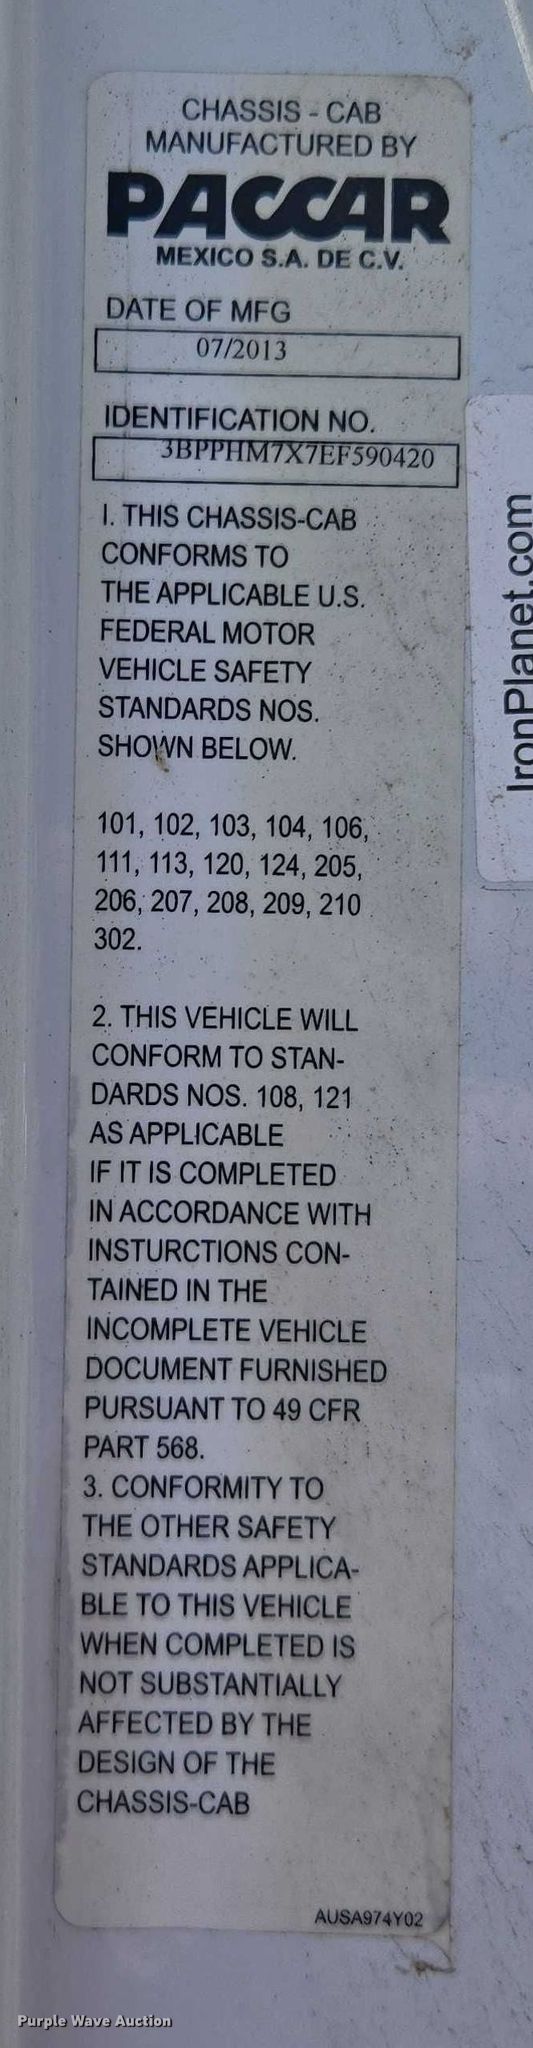 CHASSIS - CAB
MANUFACTURED BY
PACCAR
MEXICO S.A. DE C.V.
DATE OF MFG
07/2013
IDENTIFICATION NO.
3BPPHM7X7EF590420
I. THIS CHASSIS-CAB
CONFORMS TO
THE APPLICABLE U.S.
FEDERAL MOTOR
VEHICLE SAFETY
STANDARDS NOS.
SHOWN BELOW.
101, 102, 103, 104, 106,
111, 113, 120, 124, 205,
206, 207, 208, 209, 210
302.
2. THIS VEHICLE WILL
CONFORM TO STAN-
DARDS NOS. 108, 121
AS APPLICABLE
IF IT IS COMPLETED
IN ACCORDANCE WITH
INSTURCTIONS CON-
TAINED IN THE
INCOMPLETE VEHICLE
DOCUMENT FURNISHED
PURSUANT TO 49 CFR
PART 568.
3. CONFORMITY TO
THE OTHER SAFETY
STANDARDS APPLICA-
BLE TO THIS VEHICLE
WHEN COMPLETED IS
NOT SUBSTANTIALLY
AFFECTED BY THE
DESIGN OF THE
CHASSIS-CAB
AUSA974Y02
IronPlanet.com
Purple Wave Auction